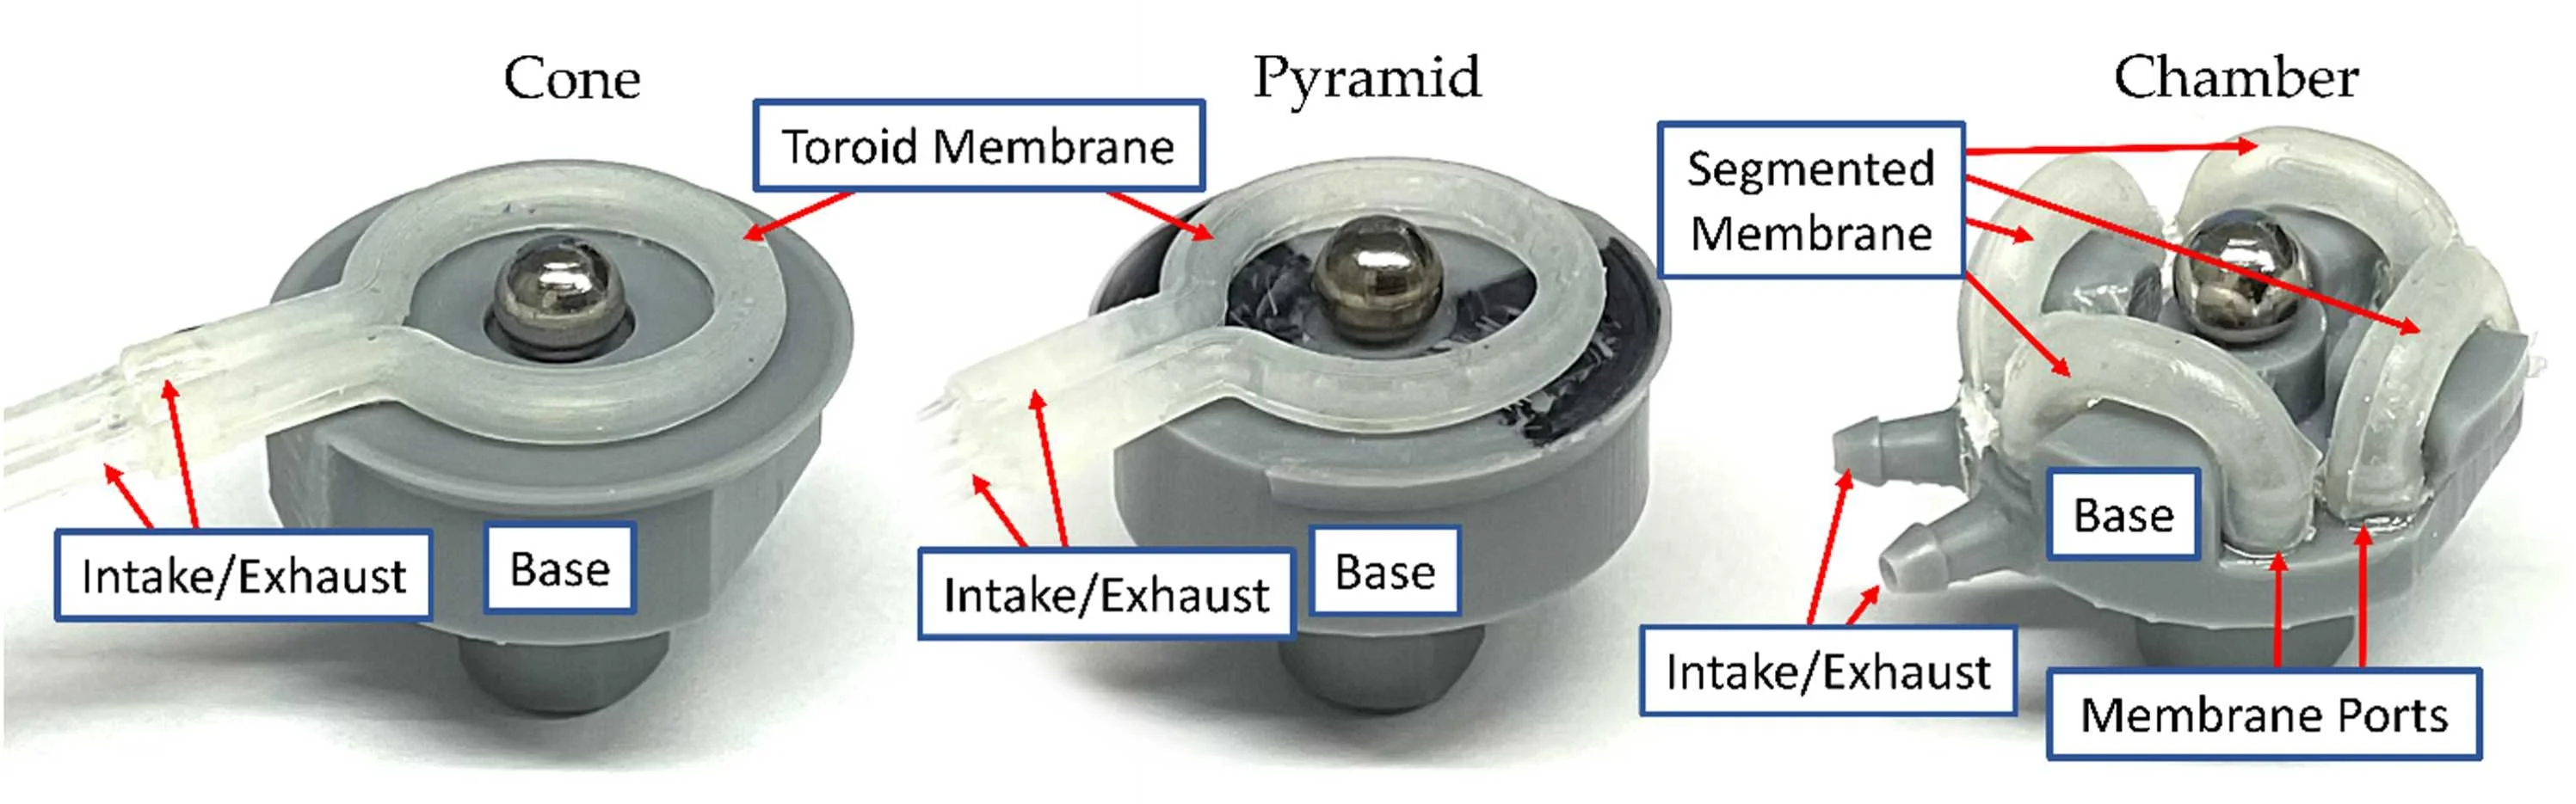 Cone
Pyramid
Chamber
Toroid Membrane
Segmented
Membrane
Intake/Exhaust
Base
Intake/Exhaust
Base
Base
Intake/Exhaust
Membrane Ports